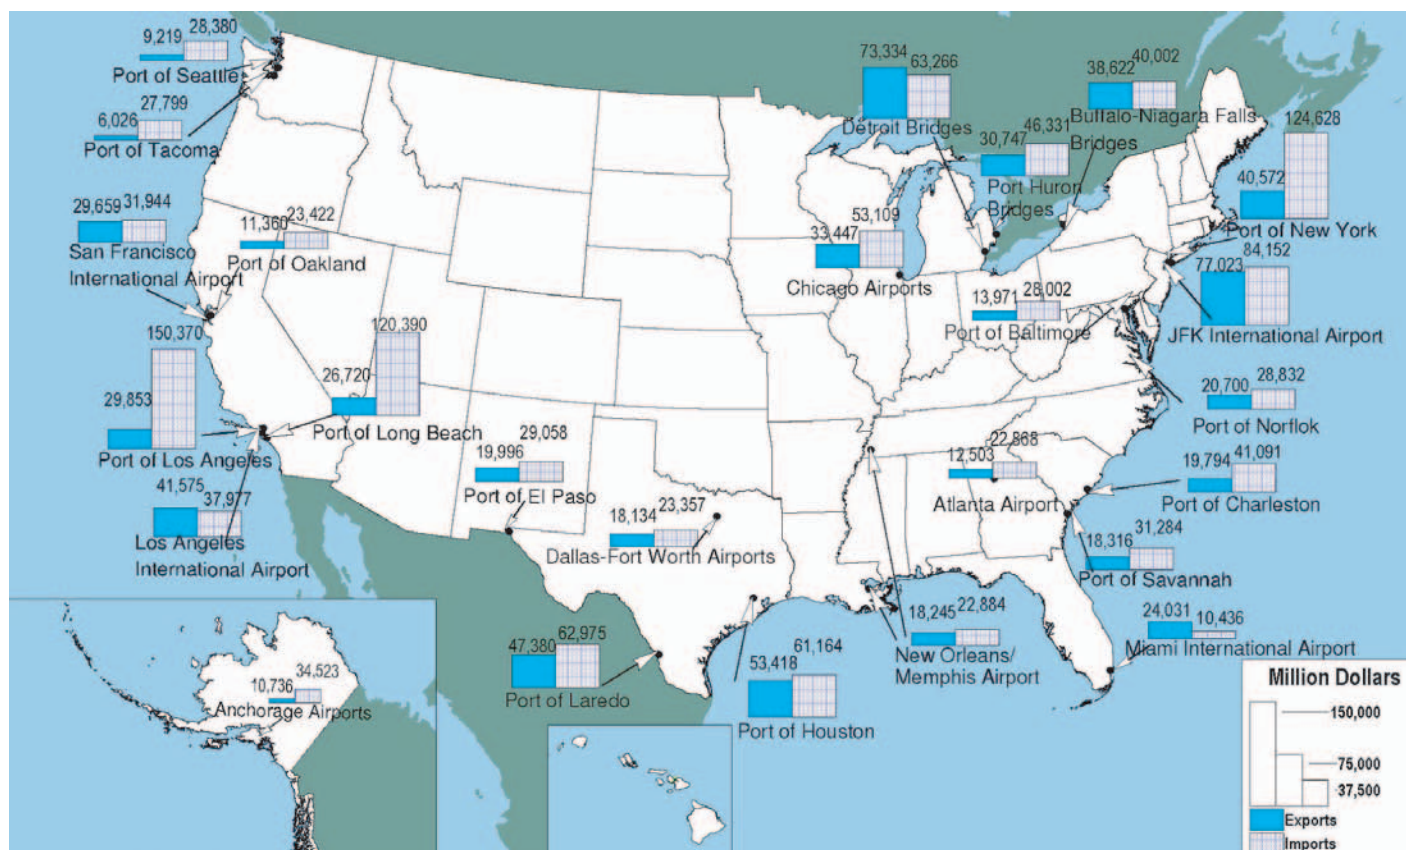 9,219 28,380
Port of Seattle
27,799
6,026
Port of Tacoma
29,659 31,944
San Francisco
International Airport
11,360 23,422
Port of Oakland
150,370
29,853
Port of Los Angeles
120,390
26,720
Port of Long Beach
41,575 37,977
Los Angeles
International Airport
29,058
19,996
Port of El Paso
18,134 23,357
Dallas-Fort Worth Airports
47,380 62,975
Port of Laredo
53,418 61,164
Port of Houston
34,523
10,736
Anchorage Airports
73,334 63,266
Detroit Bridges
38,622 40,002
Buffalo-Niagara Falls
Bridges
30,747 46,331
Port Huron
Bridges
53,109
33,447
Chicago Airports
124,628
40,572
Port of New York
84,152
77,023
JFK International Airport
13,971 28,002
Port of Baltimore
20,700 28,832
Port of Norflok
12,503 22,868
Atlanta Airport
19,794 41,091
Port of Charleston
18,316 31,284
Port of Savannah
18,245 22,884
New Orleans/
Memphis Airport
24,031 10,436
Miami International Airport
Million Dollars
150,000
75,000
37,500
Exports
Imports